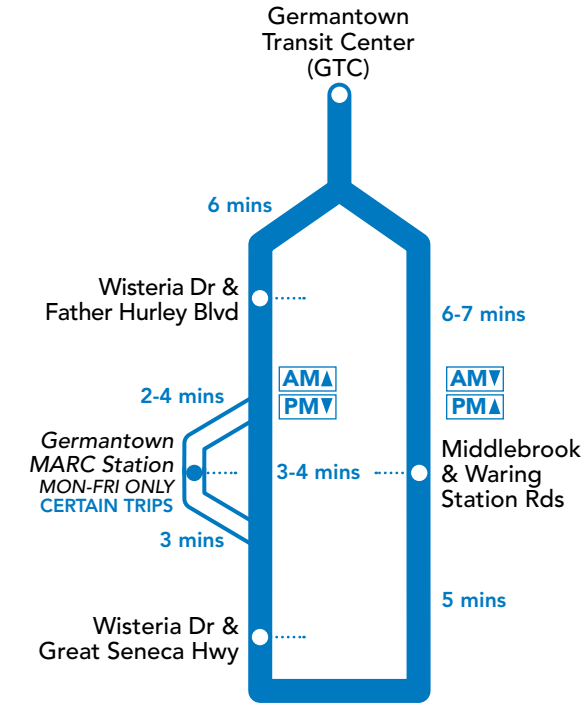 Germantown
Transit Center
(GTC)
6 mins
Wisteria Dr &
Father Hurley Blvd
6-7 mins
2-4 mins
AM▲
PM▼
AM▼
PM▲
Germantown
MARC Station
MON-FRI ONLY
CERTAIN TRIPS
3-4 mins
Middlebrook
& Waring
Station Rds
3 mins
5 mins
Wisteria Dr &
Great Seneca Hwy